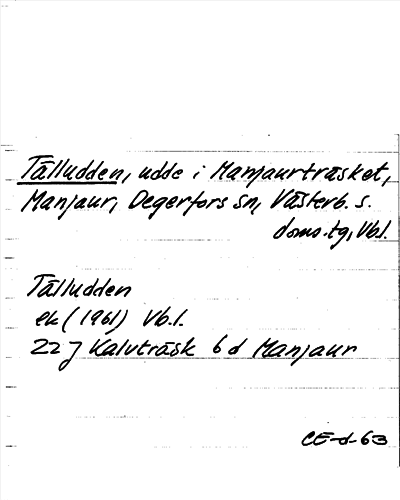 Tälludden, udde i Manjaurträsket,
Manjaur, Degerfors sn, Västerb. s.
doms.tg, Vbl.
Tälludden
ek (1961) Vb.l.
22 J Kalvträsk 6 d Manjaur
CE-d-63